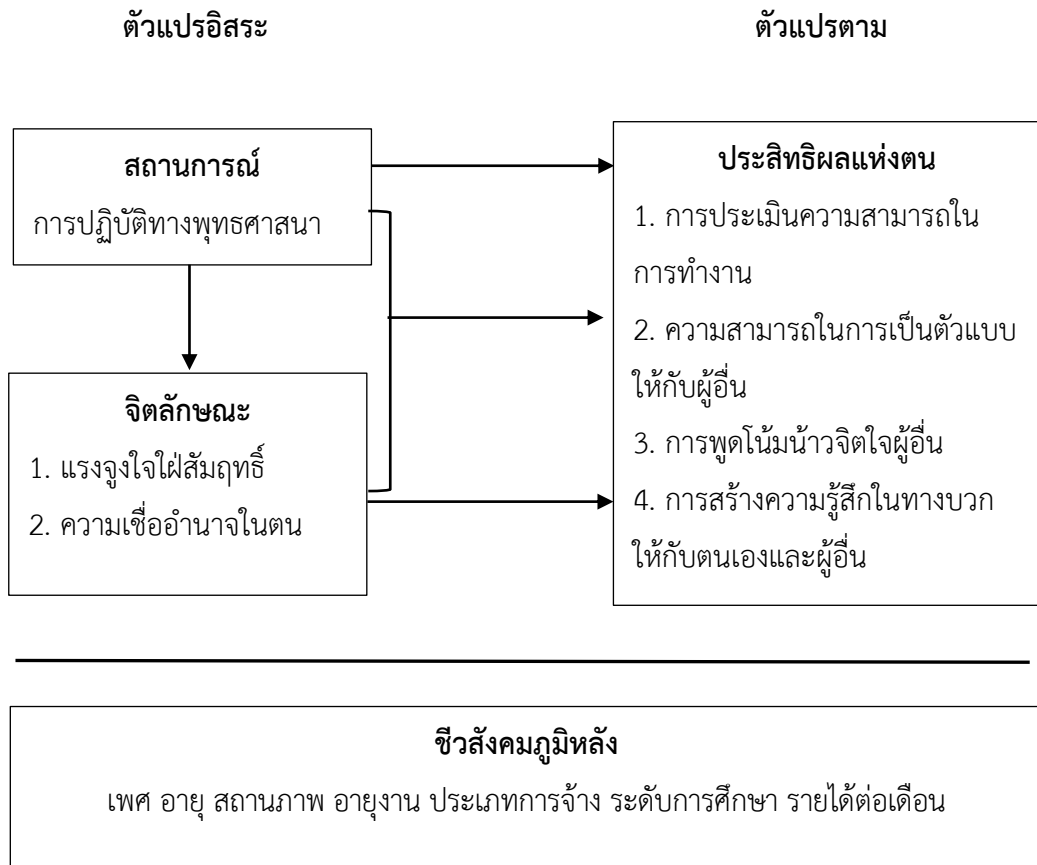 ตัวแปรอิสระ
ตัวแปรตาม
สถานการณ์
การปฏิบัติทางพุทธศาสนา
จิตลักษณะ
1. แรงจูงใจใฝ่สัมฤทธิ์
2. ความเชื่ออำนาจในตน
ประสิทธิผลแห่งตน
1. การประเมินความสามารถใน
การทำงาน
2. ความสามารถในการเป็นตัวแบบ
ให้กับผู้อื่น
3. การพูดโน้มน้าวจิตใจผู้อื่น
4. การสร้างความรู้สึกในทางบวก
ให้กับตนเองและผู้อื่น
ชีวสังคมภูมิหลัง
เพศ อายุ สถานภาพ อายุงาน ประเภทการจ้าง ระดับการศึกษา รายได้ต่อเดือน